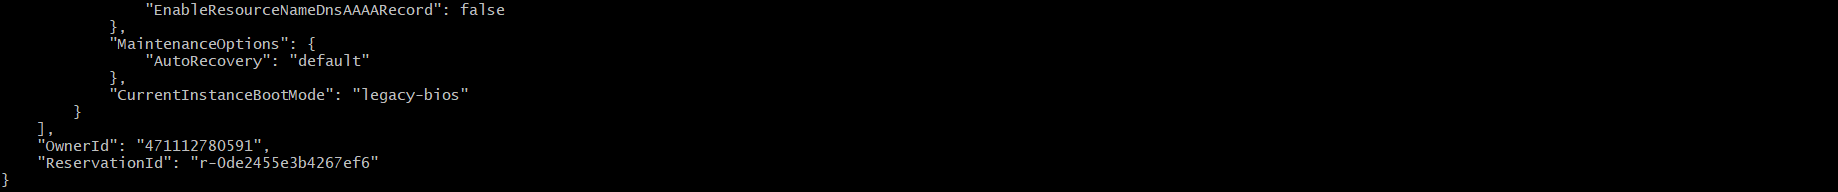 "EnableResourceNameDnsAAAARecord": false
},
"MaintenanceOptions": {
"AutoRecovery": "default"
},
"CurrentInstanceBootMode": "legacy-bios"
}
],
"OwnerId": "471112780591",
"ReservationId": "r-0de2455e3b4267ef6"
}